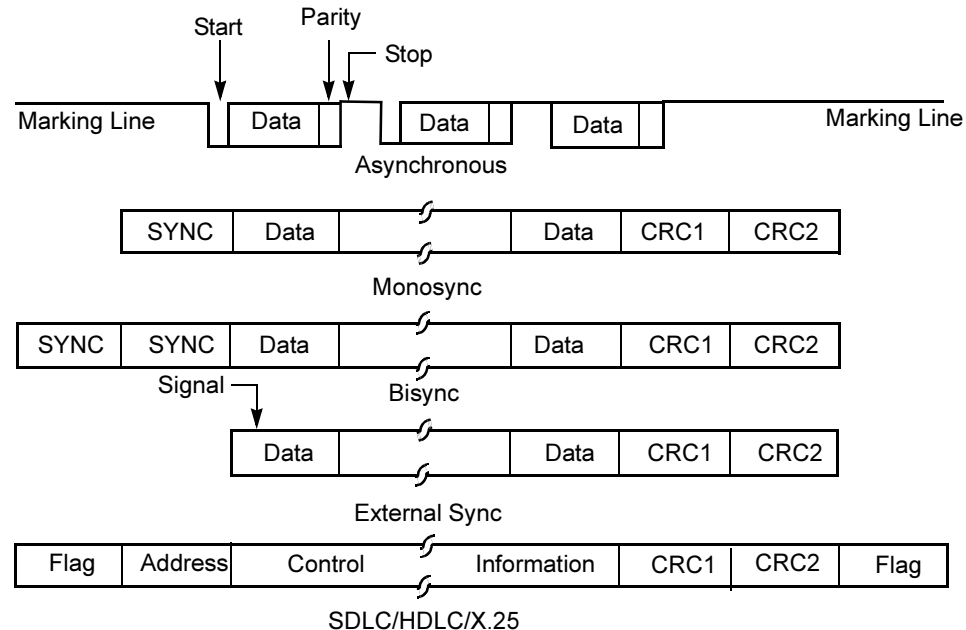 Start
Parity
Stop
Marking Line
Data
Data
Data
Marking Line
Asynchronous
SYNC Data Data CRC1 CRC2
Monosync
SYNC SYNC Data Data CRC1 CRC2
Signal
Bisync
Data Data CRC1 CRC2
External Sync
Flag Address Control Information CRC1 CRC2 Flag
SDLC/HDLC/X.25